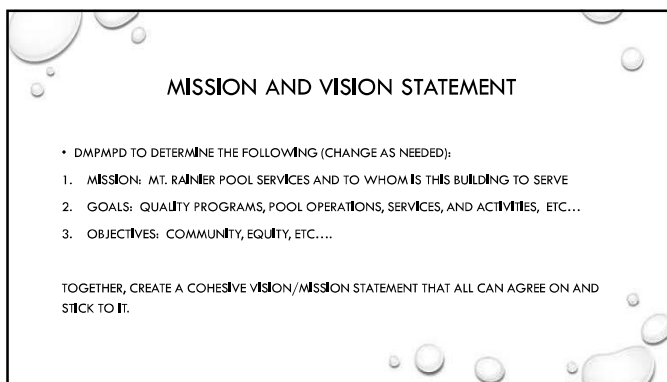 MISSION AND VISION STATEMENT
• DMPMPD TO DETERMINE THE FOLLOWING (CHANGE AS NEEDED):
1. MISSION: MT. RAINIER POOL SERVICES AND TO WHOM IS THIS BUILDING TO SERVE
2. GOALS: QUALITY PROGRAMS, POOL OPERATIONS, SERVICES, AND ACTIVITIES, ETC...
3. OBJECTIVES: COMMUNITY, EQUITY, ETC....
TOGETHER, CREATE A COHESIVE VISION/MISSION STATEMENT THAT ALL CAN AGREE ON AND
STICK TO IT.